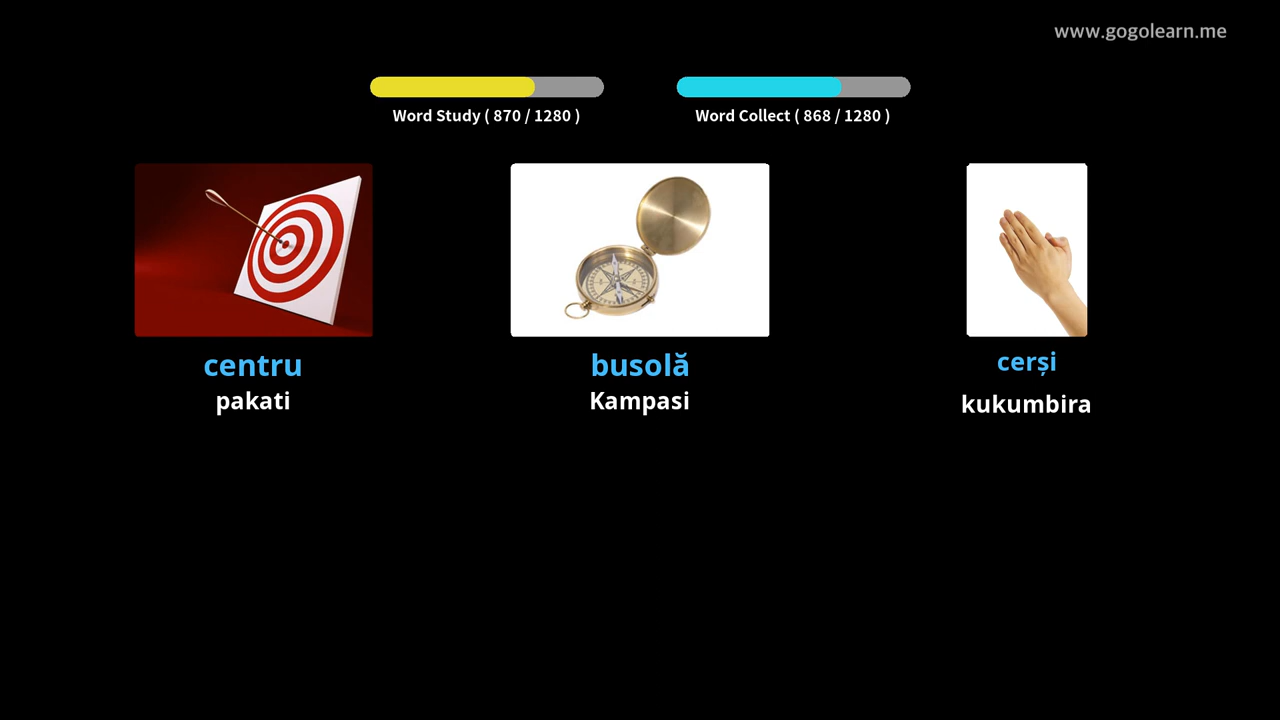 www.gogolearn.me
Word Study ( 870 / 1280 )
Word Collect ( 868 / 1280 )
centru
pakati
busolă
Kampasi
cerși
kukumbira